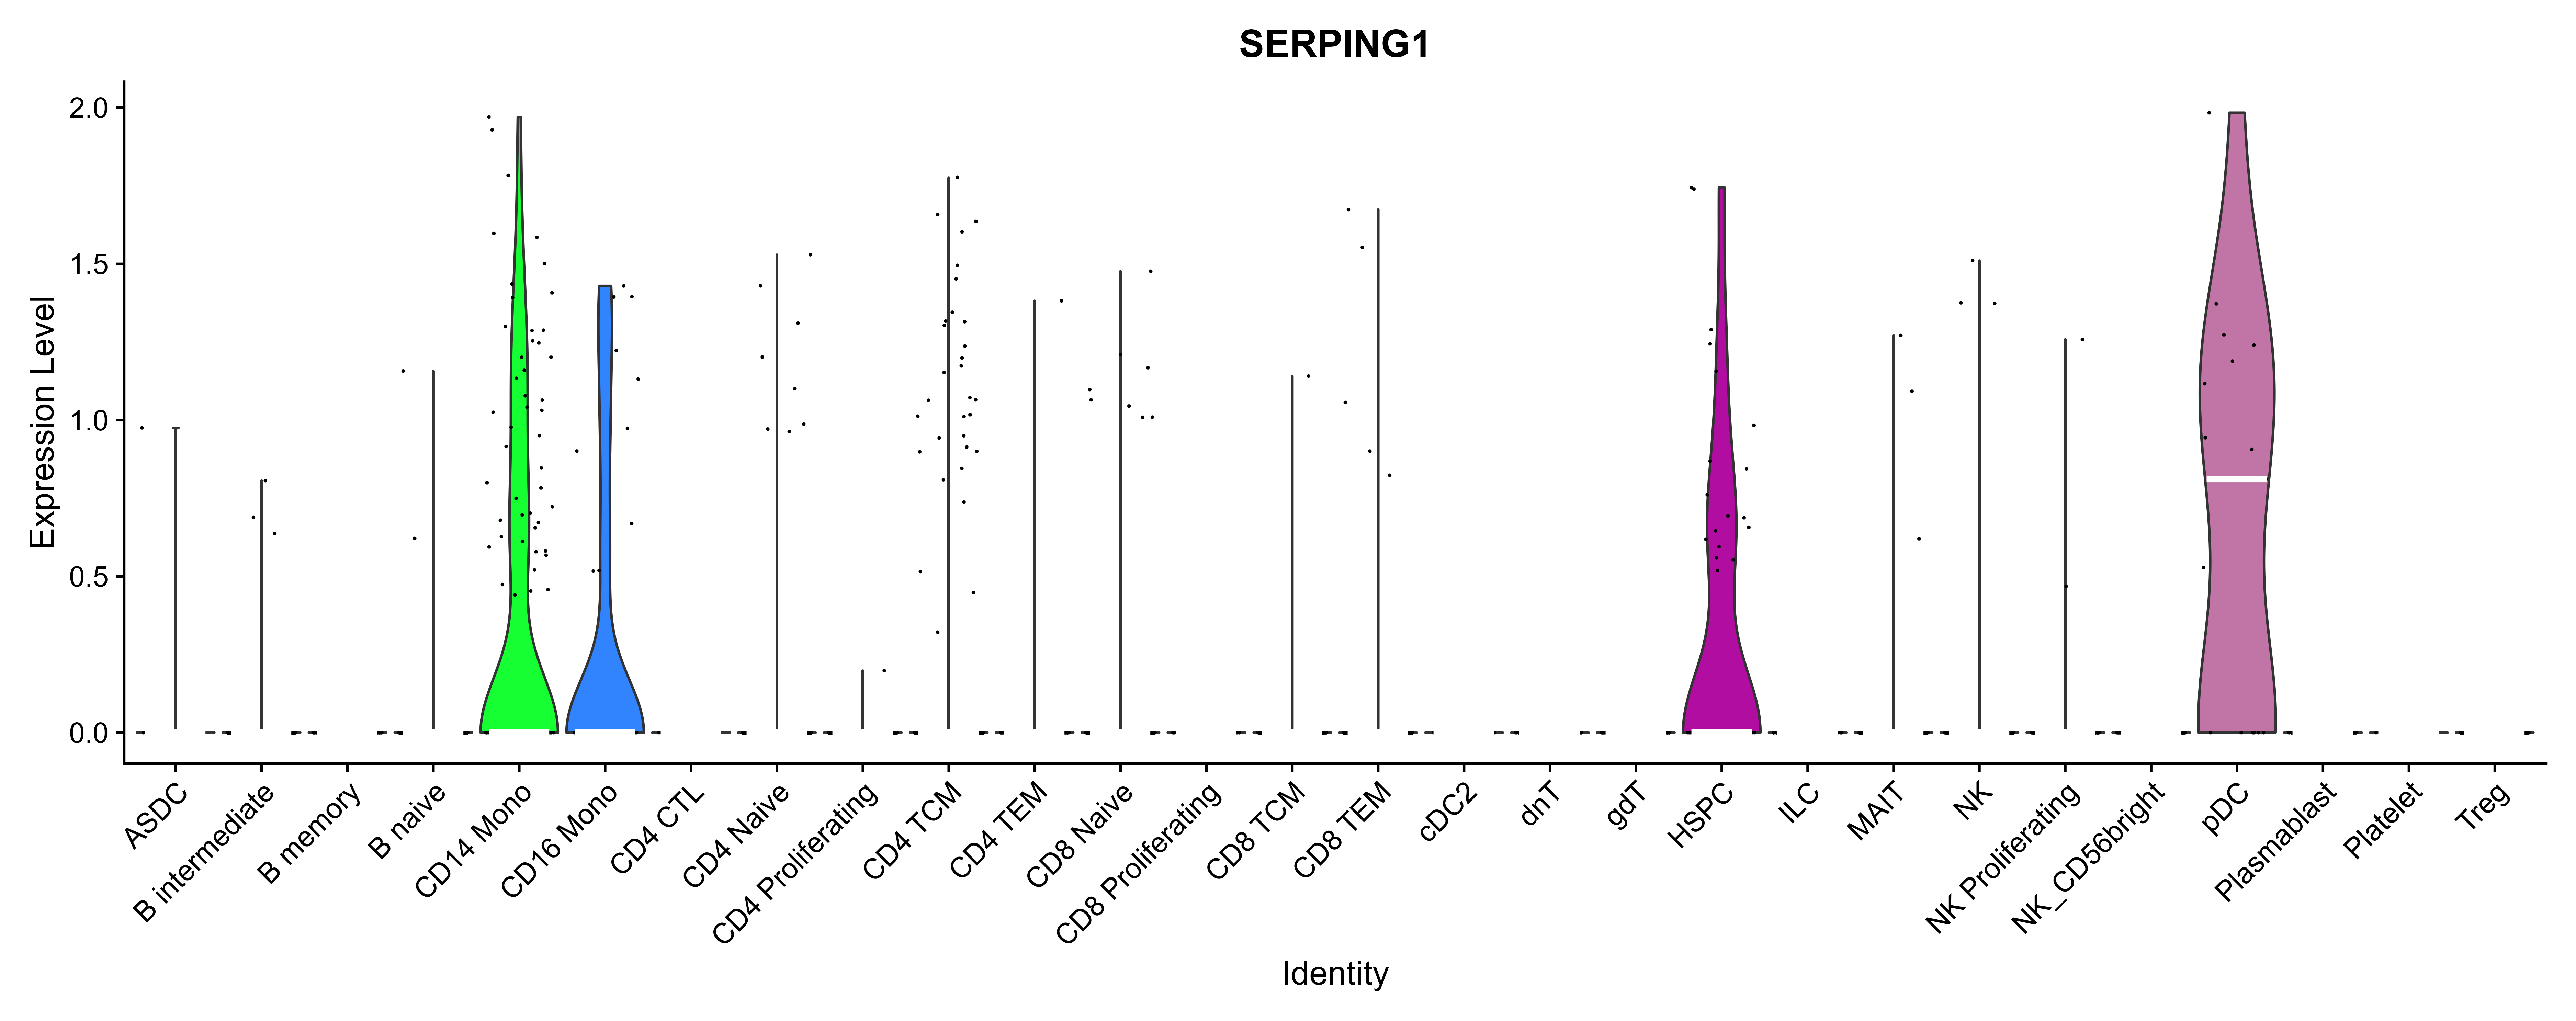 SERPING1
Expression Level
2.0
1.5
1.0
0.5
0.0
ASDC
B intermediate
B memory
B naive
CD14 Mono
CD16 Mono
CD4 CTL
CD4 Naive
CD4 Proliferating
CD4 TCM
CD4 TEM
CD8 Naive
CD8 Proliferating
CD8 TCM
CD8 TEM
cDC2
dnT
gdT
HSPC
ILC
MAIT
NK
NK Proliferating
NK_CD56bright
pDC
Plasmablast
Platelet
Treg
Identity